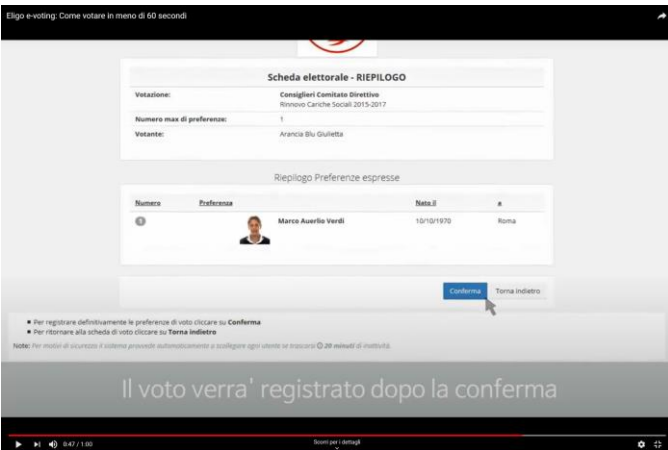 Eligo e-voting: Come votare in meno di 60 secondi
Scheda elettorale - RIEPILOGO
Votazione: Consiglieri Comitato Direttivo
Rinnovo Cariche Sociali 2015-2017
Numero max di preferenze: 1
Votante: Arancia Blu Giulietta
Riepilogo Preferenze espresse
Numero Preferenza Nato il a
1 Marco Auerlio Verdi 10/10/1970 Roma
Conferma Torna indietro
Per registrare definitivamente le preferenze di voto cliccare su Conferma
Per ritornare alla scheda di voto cliccare su Torna indietro
Note: Per motivi di sicurezza il sistema provvede automaticamente a scollegare ogni utente se trascorsi 20 minuti di inattività.
Il voto verra' registrato dopo la conferma
0:47 / 1:00 Scorri per i dettagli